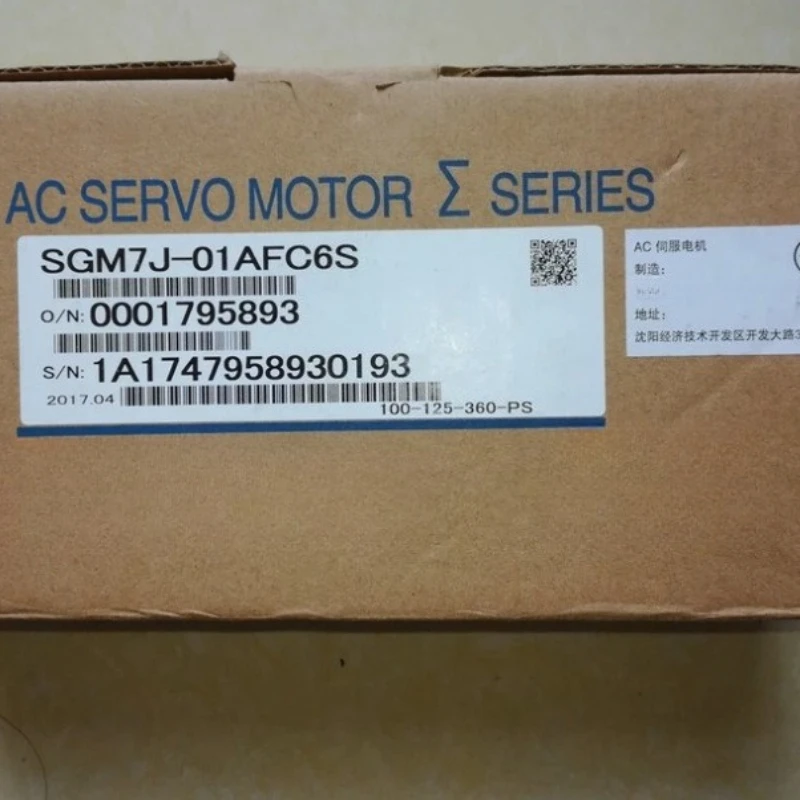 AC SERVO MOTOR Σ SERIES
SGM7J-01AFC6S
O/N: 0001795893
S/N: 1A1747958930193
2017.04
100-125-360-PS
AC 伺服电机
制造:
地址:
沈阳经济技术开发区开发大路